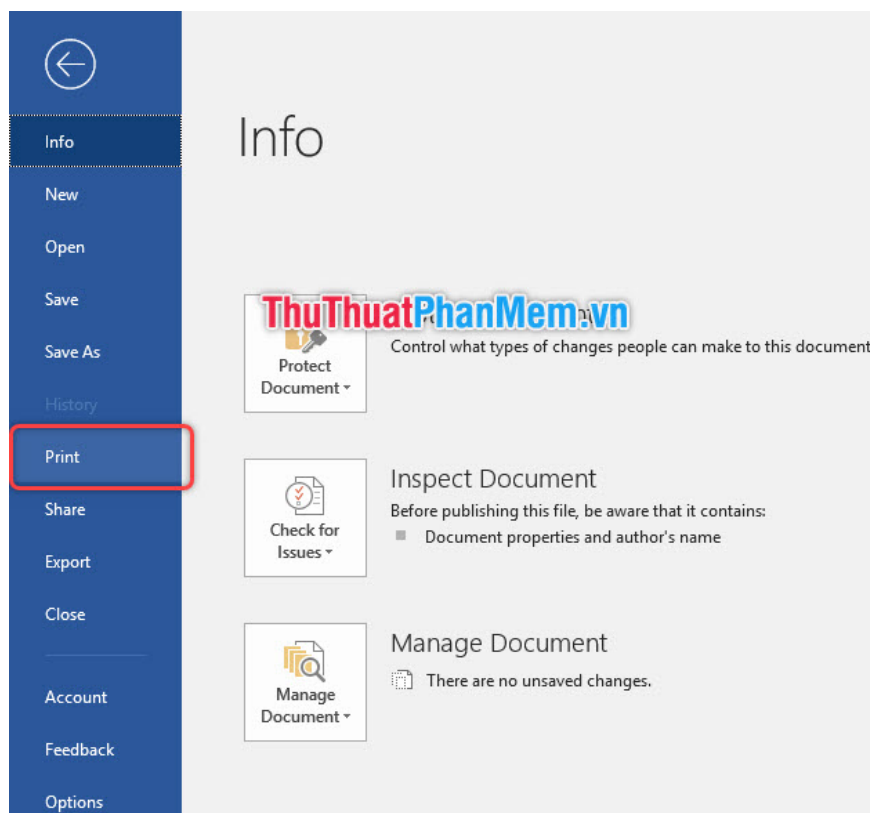 Info
Info
New
Open
Save
Save As
History
Print
Share
Export
Close
Account
Feedback
Options
ThuThuatPhanMem.vn
Protect
Document
Control what types of changes people can make to this document
Check for
Issues
Inspect Document
Before publishing this file, be aware that it contains:
Document properties and author's name
Manage
Document
Manage Document
There are no unsaved changes.